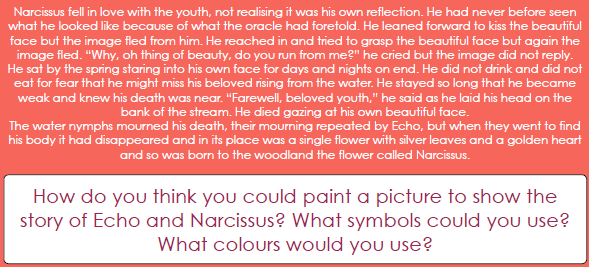 Narcissus fell in love with the youth, not realising it was his own reflection. He had never before seen
what he looked like because of what the oracle had foretold. He leaned forward to kiss the beautiful
face but the image fled from him. He reached in and tried to grasp the beautiful face but again the
image fled. “Why, oh thing of beauty, do you run from me?” he cried but the image did not reply.
He sat by the spring staring into his own face for days and nights on end. He did not drink and did not
eat for fear that he might miss his beloved rising from the water. He stayed so long that he became
weak and knew his death was near. “Farewell, beloved youth,” he said as he laid his head on the
bank of the stream. He died gazing at his own beautiful face.
The water nymphs mourned his death, their mourning repeated by Echo, but when they went to find
his body it had disappeared and in its place was a single flower with silver leaves and a golden heart
and so was born to the woodland the flower called Narcissus.
How do you think you could paint a picture to show the
story of Echo and Narcissus? What symbols could you use?
What colours would you use?